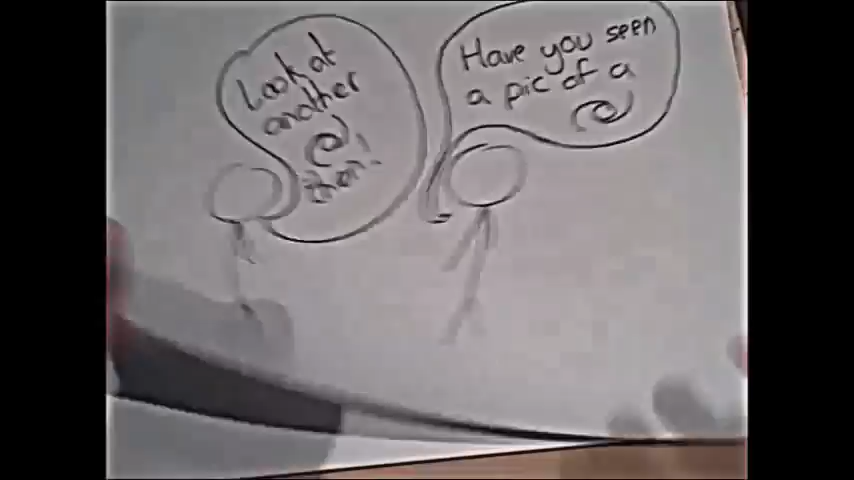 Look at
another
then.
Have you seen
a pic of a